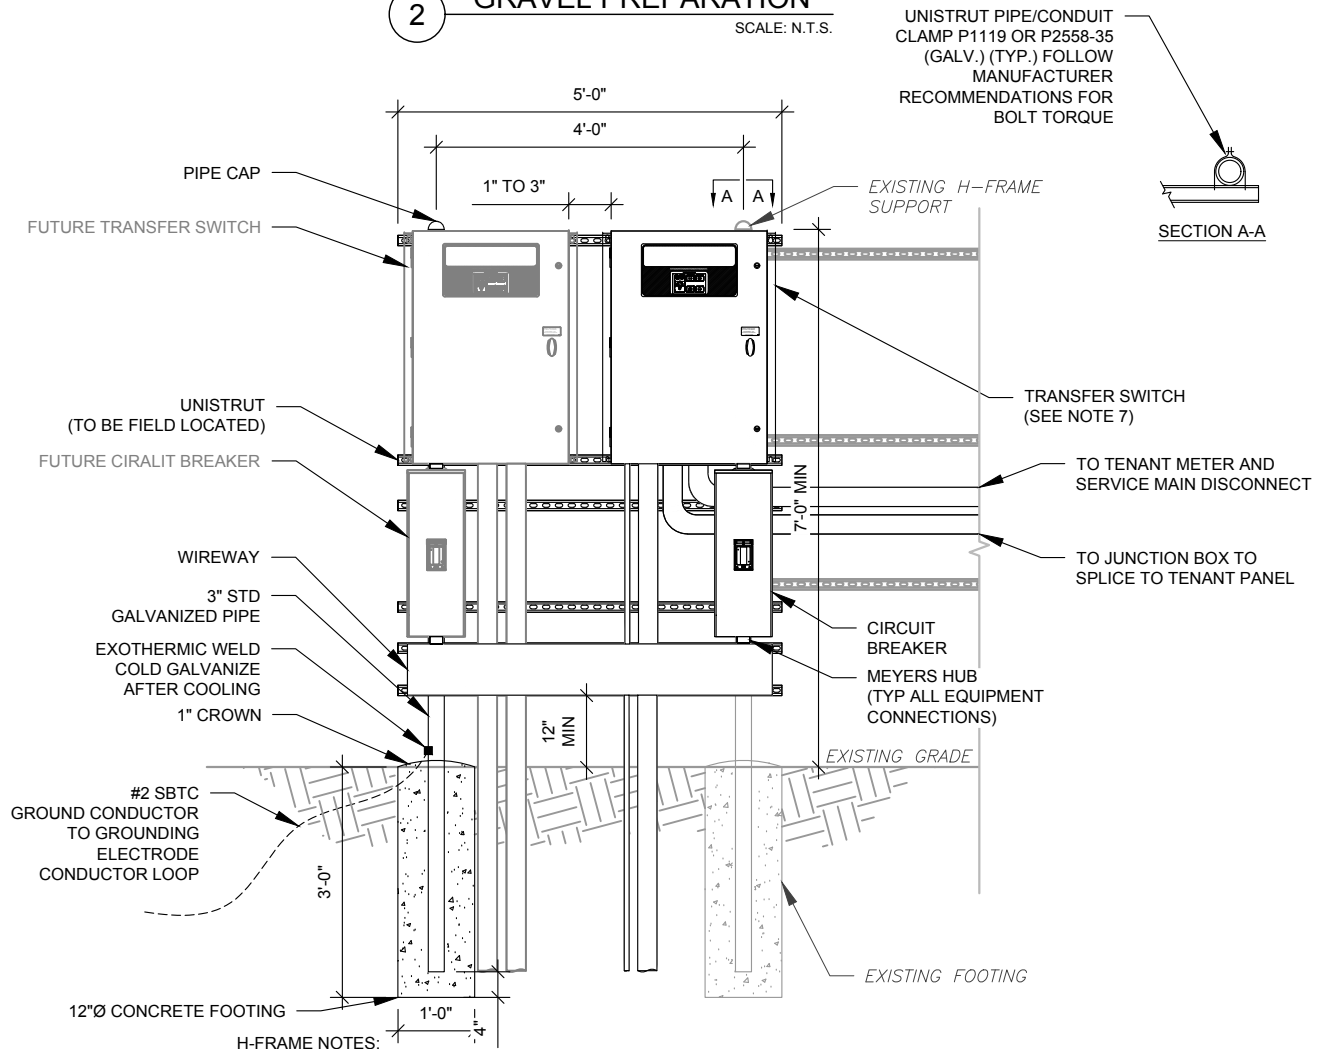 2
GRAVEL PREPARATION
SCALE: N.T.S.
UNISTRUT PIPE/CONDUIT
CLAMP P1119 OR P2558-35
(GALV.) (TYP.) FOLLOW
MANUFACTURER
RECOMMENDATIONS FOR
BOLT TORQUE
SECTION A-A
5'-0"
4'-0"
1" TO 3"
A A
PIPE CAP
EXISTING H-FRAME
SUPPORT
FUTURE TRANSFER SWITCH
TRANSFER SWITCH
(SEE NOTE 7)
UNISTRUT
(TO BE FIELD LOCATED)
FUTURE CIRALIT BREAKER
TO TENANT METER AND
SERVICE MAIN DISCONNECT
7'-0" MIN
WIREWAY
TO JUNCTION BOX TO
SPLICE TO TENANT PANEL
3" STD
GALVANIZED PIPE
CIRCUIT
BREAKER
EXOTHERMIC WELD
COLD GALVANIZE
AFTER COOLING
MEYERS HUB
(TYP ALL EQUIPMENT
CONNECTIONS)
1" CROWN
12"
MIN
EXISTING GRADE
#2 SBTC
GROUND CONDUCTOR
TO GROUNDING
ELECTRODE
CONDUCTOR LOOP
3'-0"
EXISTING FOOTING
12"Ø CONCRETE FOOTING
1'-0"
4"
H-FRAME NOTES: